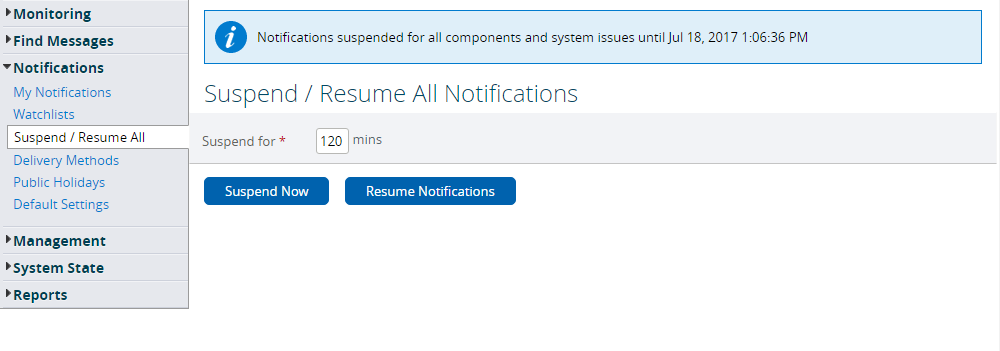 Monitoring
Find Messages
Notifications
My Notifications
Watchlists
Suspend / Resume All
Delivery Methods
Public Holidays
Default Settings
Management
System State
Reports
Notifications suspended for all components and system issues until Jul 18, 2017 1:06:36 PM
Suspend / Resume All Notifications
Suspend for * 120 mins
Suspend Now Resume Notifications